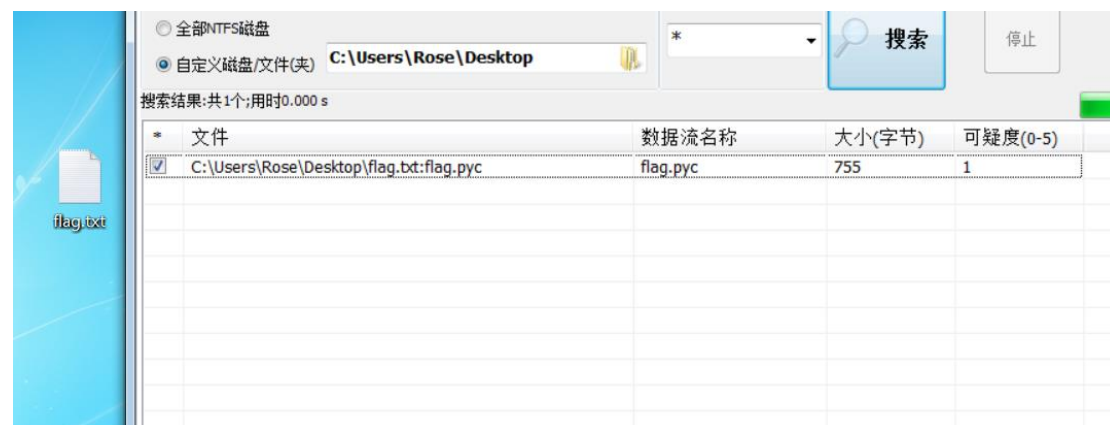 全部NTFS磁盘
自定义磁盘/文件(夹) C:\Users\Rose\Desktop * 搜索 停止
搜索结果:共1个;用时0.000 s
* 文件 数据流名称 大小(字节) 可疑度(0-5)
C:\Users\Rose\Desktop\flag.txt:flag.pyc flag.pyc 755 1
flag.txt